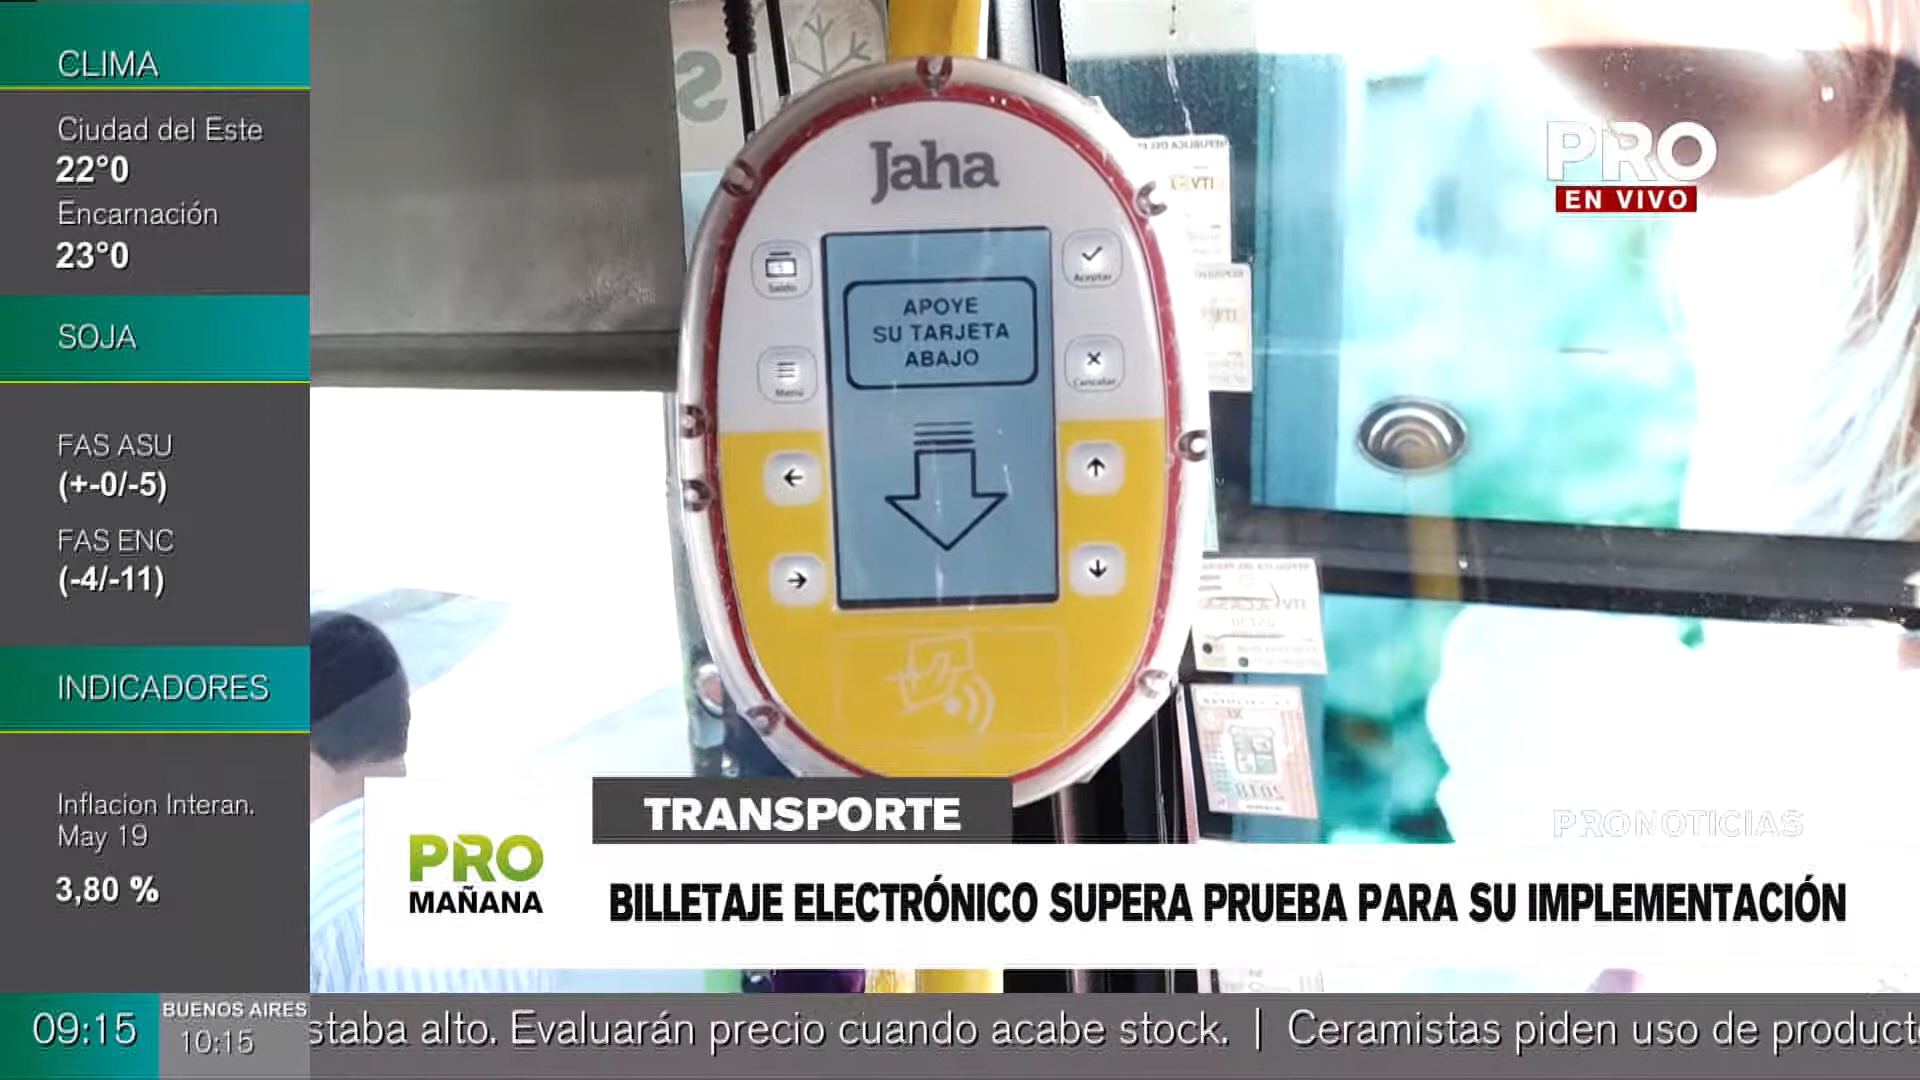 CLIMA
Ciudad del Este
22°0
Encarnación
23°0
SOJA
FAS ASU
(+-0/-5)
FAS ENC
(-4/-11)
INDICADORES
Inflacion Interan.
May 19
3,80 %
Jaha
Saldo
Aceptar
Menú
Cancelar
APOYE
SU TARJETA
ABAJO
PRO
EN VIVO
PRONOTICIAS
TRANSPORTE
PRO
MAÑANA
BILLETAJE ELECTRÓNICO SUPERA PRUEBA PARA SU IMPLEMENTACIÓN
09:15
BUENOS AIRES
10:15
staba alto. Evaluarán precio cuando acabe stock. | Ceramistas piden uso de product